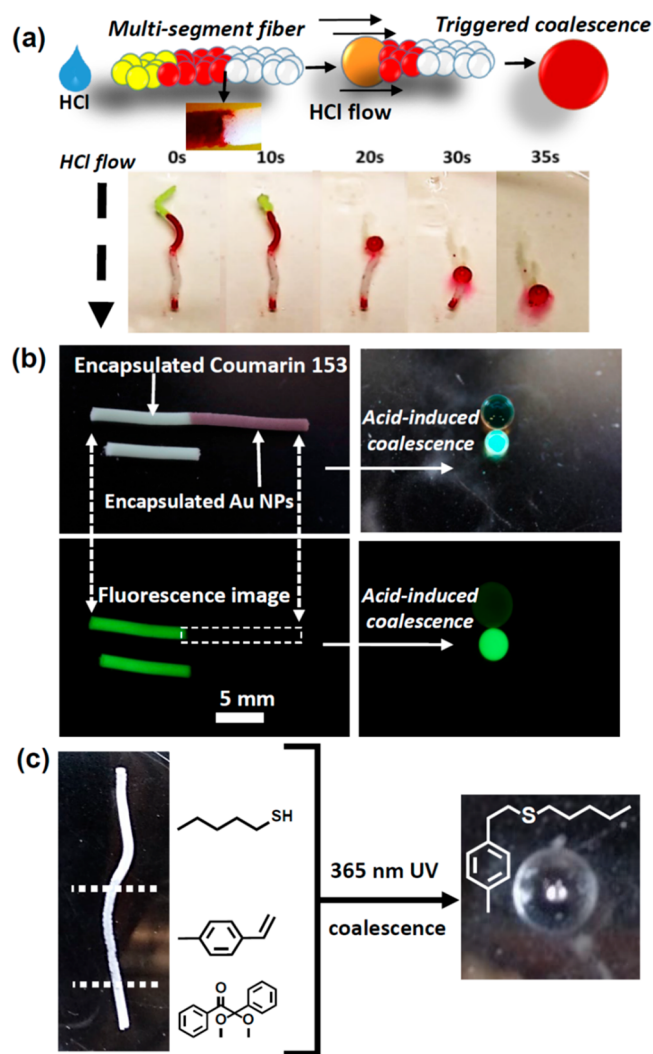 (a)
Multi-segment fiber
Triggered coalescence
HCl
HCl flow
HCl flow
0s
10s
20s
30s
35s
(b)
Encapsulated Coumarin 153
Encapsulated Au NPs
Acid-induced
coalescence
Fluorescence image
5 mm
Acid-induced
coalescence
(c)
SH
O
O
O
365 nm UV
coalescence
S